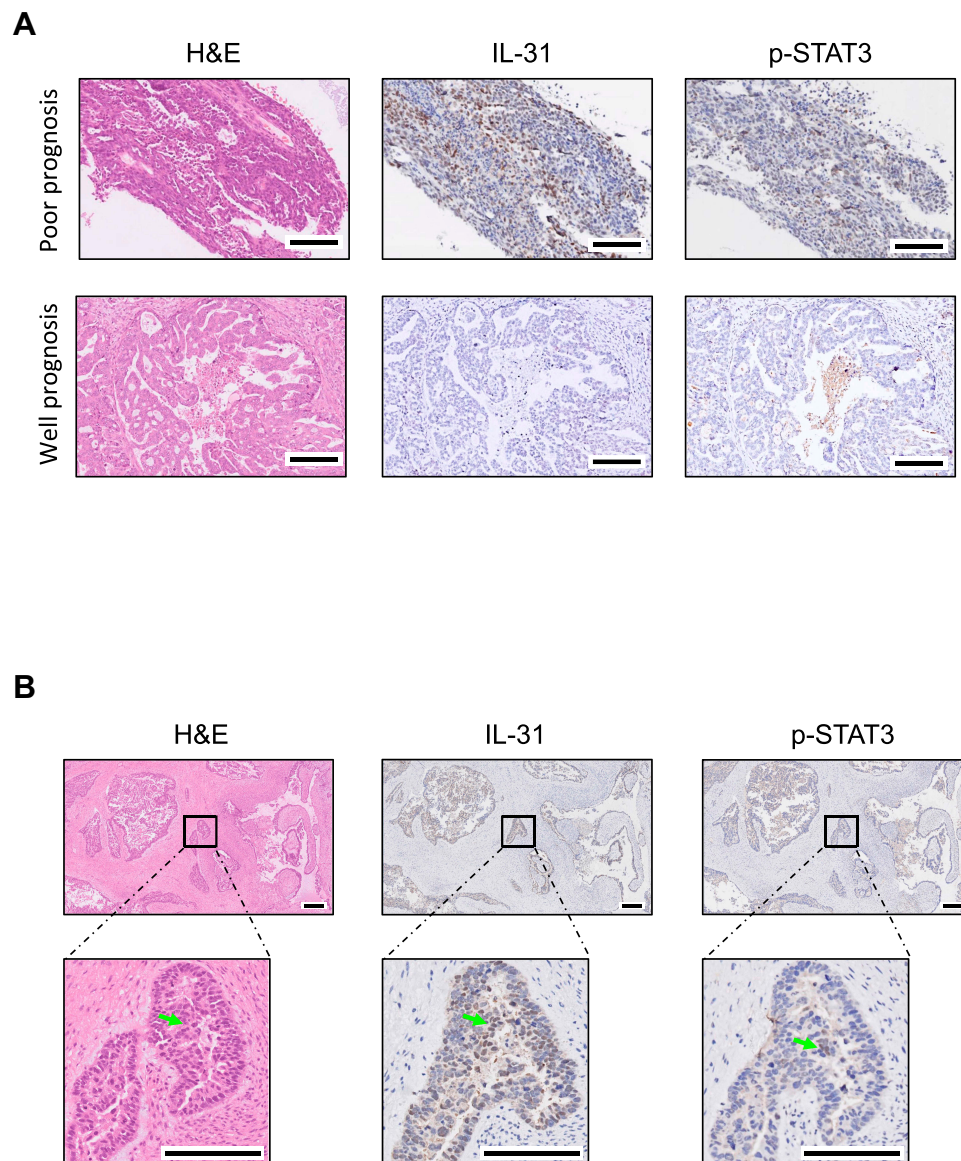 A
H&E
IL-31
p-STAT3
Poor prognosis
Well prognosis
B
H&E
IL-31
p-STAT3